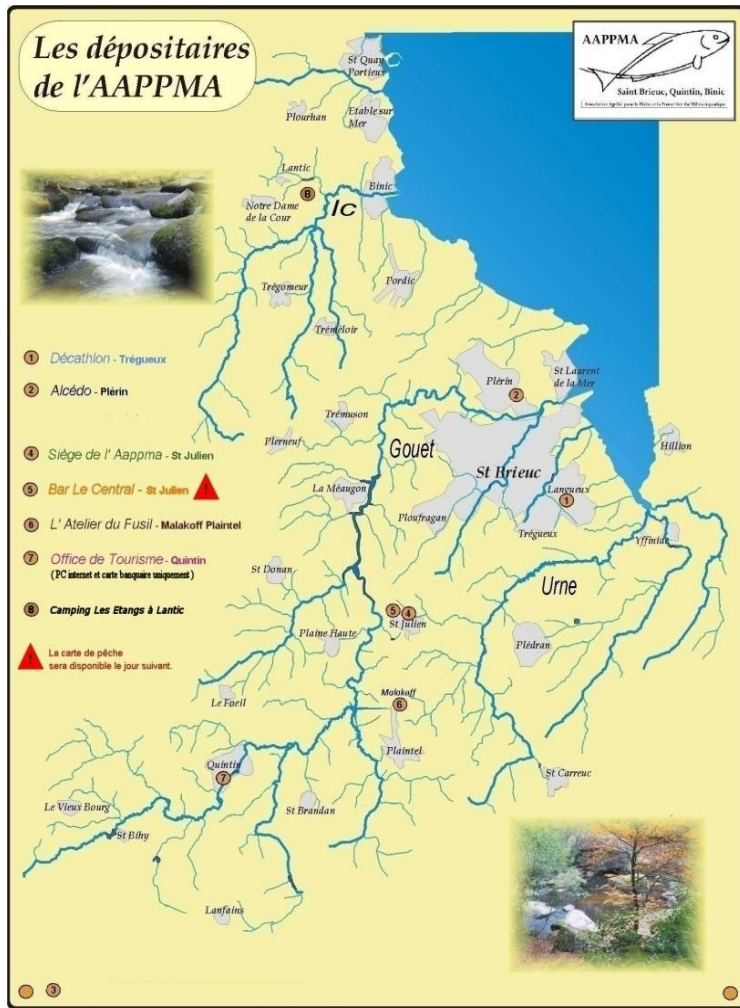 Les dépositaires
de l'AAPPMA
AAPPMA
Saint Brieuc, Quintin, Binic
St Quay
Portieux
Plourhan
Etable sur
Mer
Lantic
8
Binic
Notre Dame
de la Cour
Ic
Trégomeur
Pordic
Tréméloir
1 Décathlon - Trégueux
2 Alcédo - Plérin
4 Siège de l' Aappma - St Julien
5 Bar Le Central - St Julien !
6 L' Atelier du Fusil - Malakoff Plaintel
7 Office de Tourisme - Quintin
( PC internet et carte banquaire uniquement )
8 Camping Les Etangs à Lantic
! La carte de pêche
sera disponible le jour suivant.
Plérin
2
St Laurent
de la Mer
Trémuson
Plerneuf
Gouet
St Brieuc
Hillion
La Méaugon
Langueux
1
Ploufragan
Trégueux
Yffiniac
St Donan
Urne
5
4
St Julien
Plaine Haute
Plédran
Malakoff
6
Le Foeil
Plaintel
Quintin
7
St Carreuc
Le Vieux Bourg
St Brandan
St Bihy
Lanfains
3